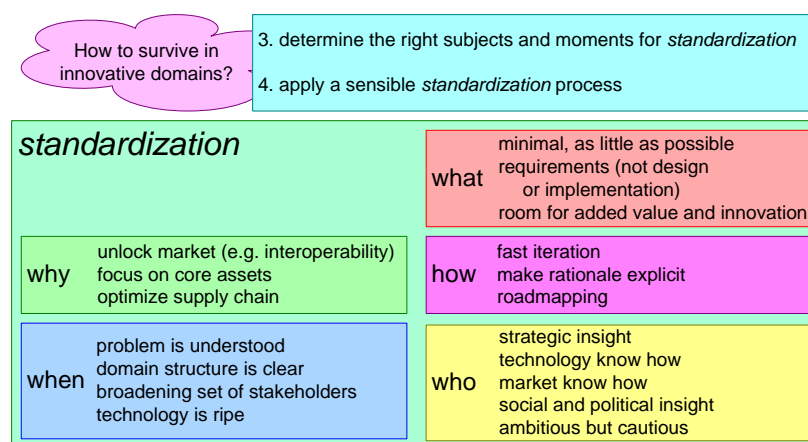 How to survive in
innovative domains?
3. determine the right subjects and moments for standardization
4. apply a sensible standardization process
standardization
what
minimal, as little as possible
requirements (not design
or implementation)
room for added value and innovation
why
unlock market (e.g. interoperability)
focus on core assets
optimize supply chain
how
fast iteration
make rationale explicit
roadmapping
when
problem is understood
domain structure is clear
broadening set of stakeholders
technology is ripe
who
strategic insight
technology know how
market know how
social and political insight
ambitious but cautious